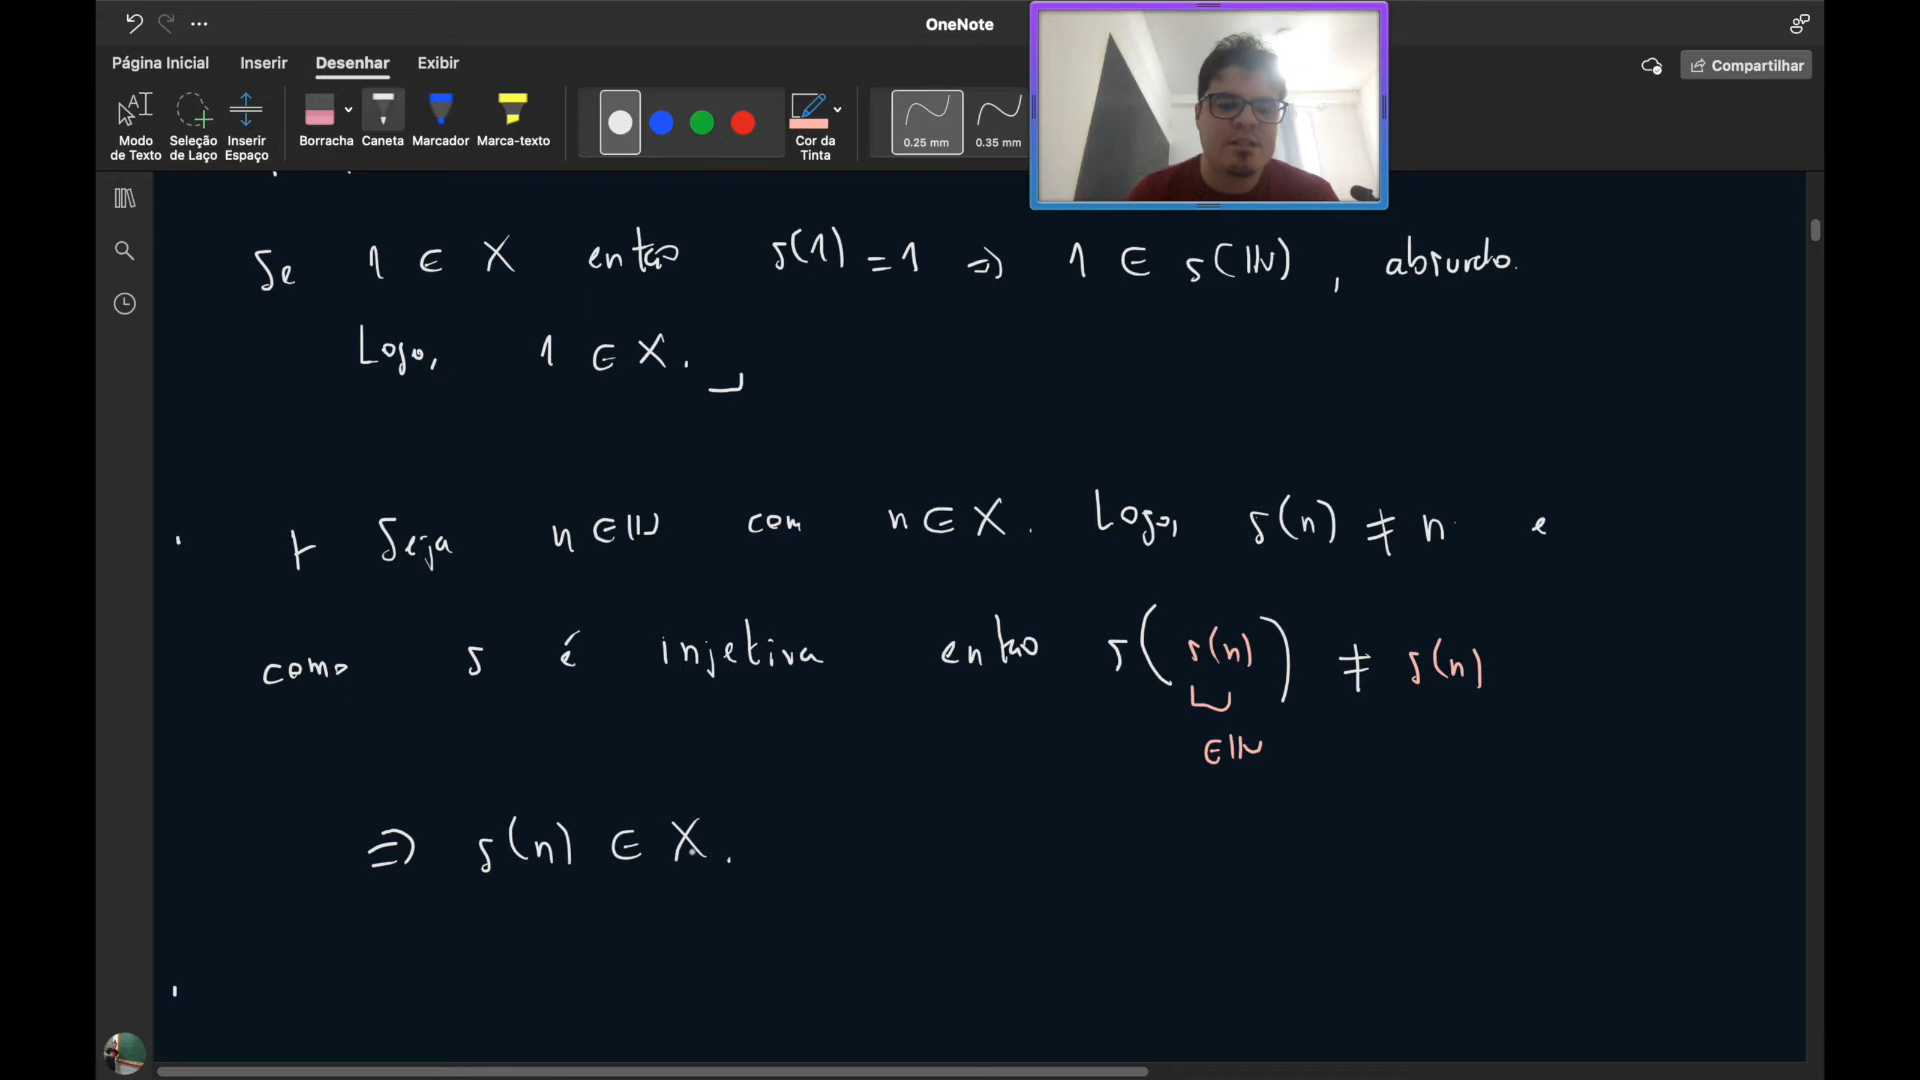 OneNote
Página Inicial Inserir Desenhar Exibir
Compartilhar
Modo de Texto
Seleção de Laço
Inserir Espaço
Borracha
Caneta
Marcador
Marca-texto
Cor da Tinta
0.25 mm
0.35 mm
Se 1 ∈ X então s(1) = 1 ⇒ 1 ∈ s(ℕ), absurdo.
Logo, 1 ∈ X.
⊢ Seja n ∈ ℕ com n ∈ X. Logo, s(n) ≠ n e
como s é injetiva então s(s(n)) ≠ s(n)
∈ ℕ
⇒ s(n) ∈ X.